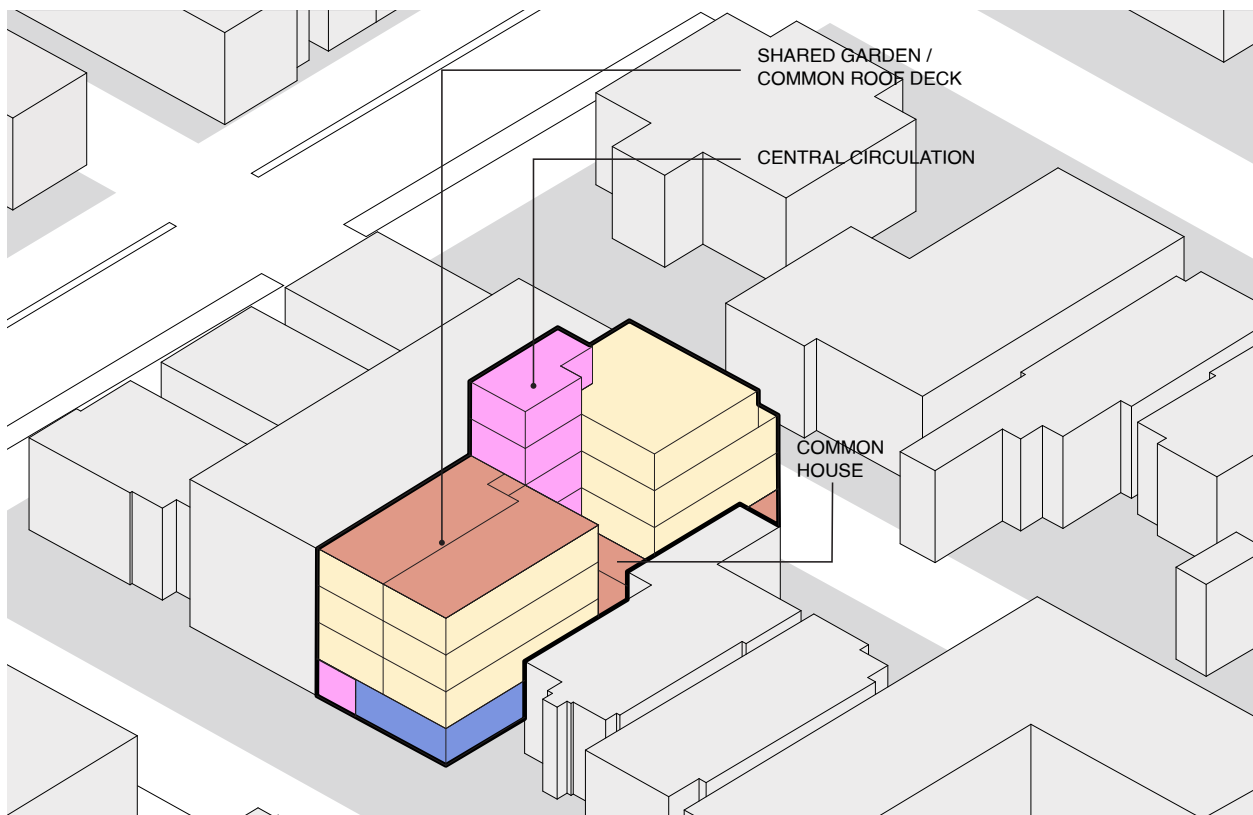 SHARED GARDEN /
COMMON ROOF DECK
CENTRAL CIRCULATION
COMMON
HOUSE